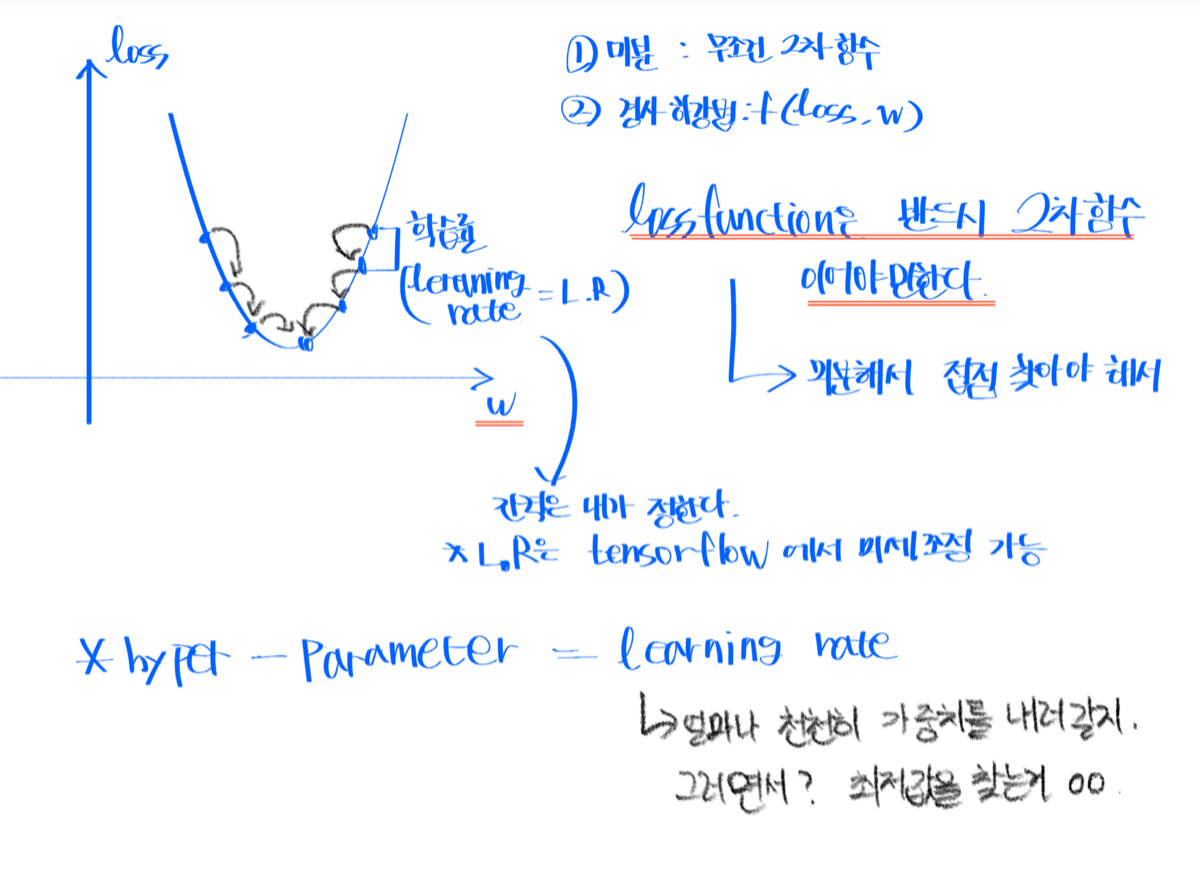 loss
① 미분 : 무조건 2차 함수
② 경사하강법 : f(loss, w)
loss function은 반드시 2차함수
이어야만한다.
→ 미분해서 접점 찾아야 해서
학습률
(leraning
rate = L.R)
w
간격은 내가 정한다.
* L.R은 tensorflow 에서 미세조정 가능
* hyper - Parameter = learning rate
↳ 얼마나 천천히 가중치를 내려갈지.
그러면서? 최저값을 찾는거 ㅇㅇ.